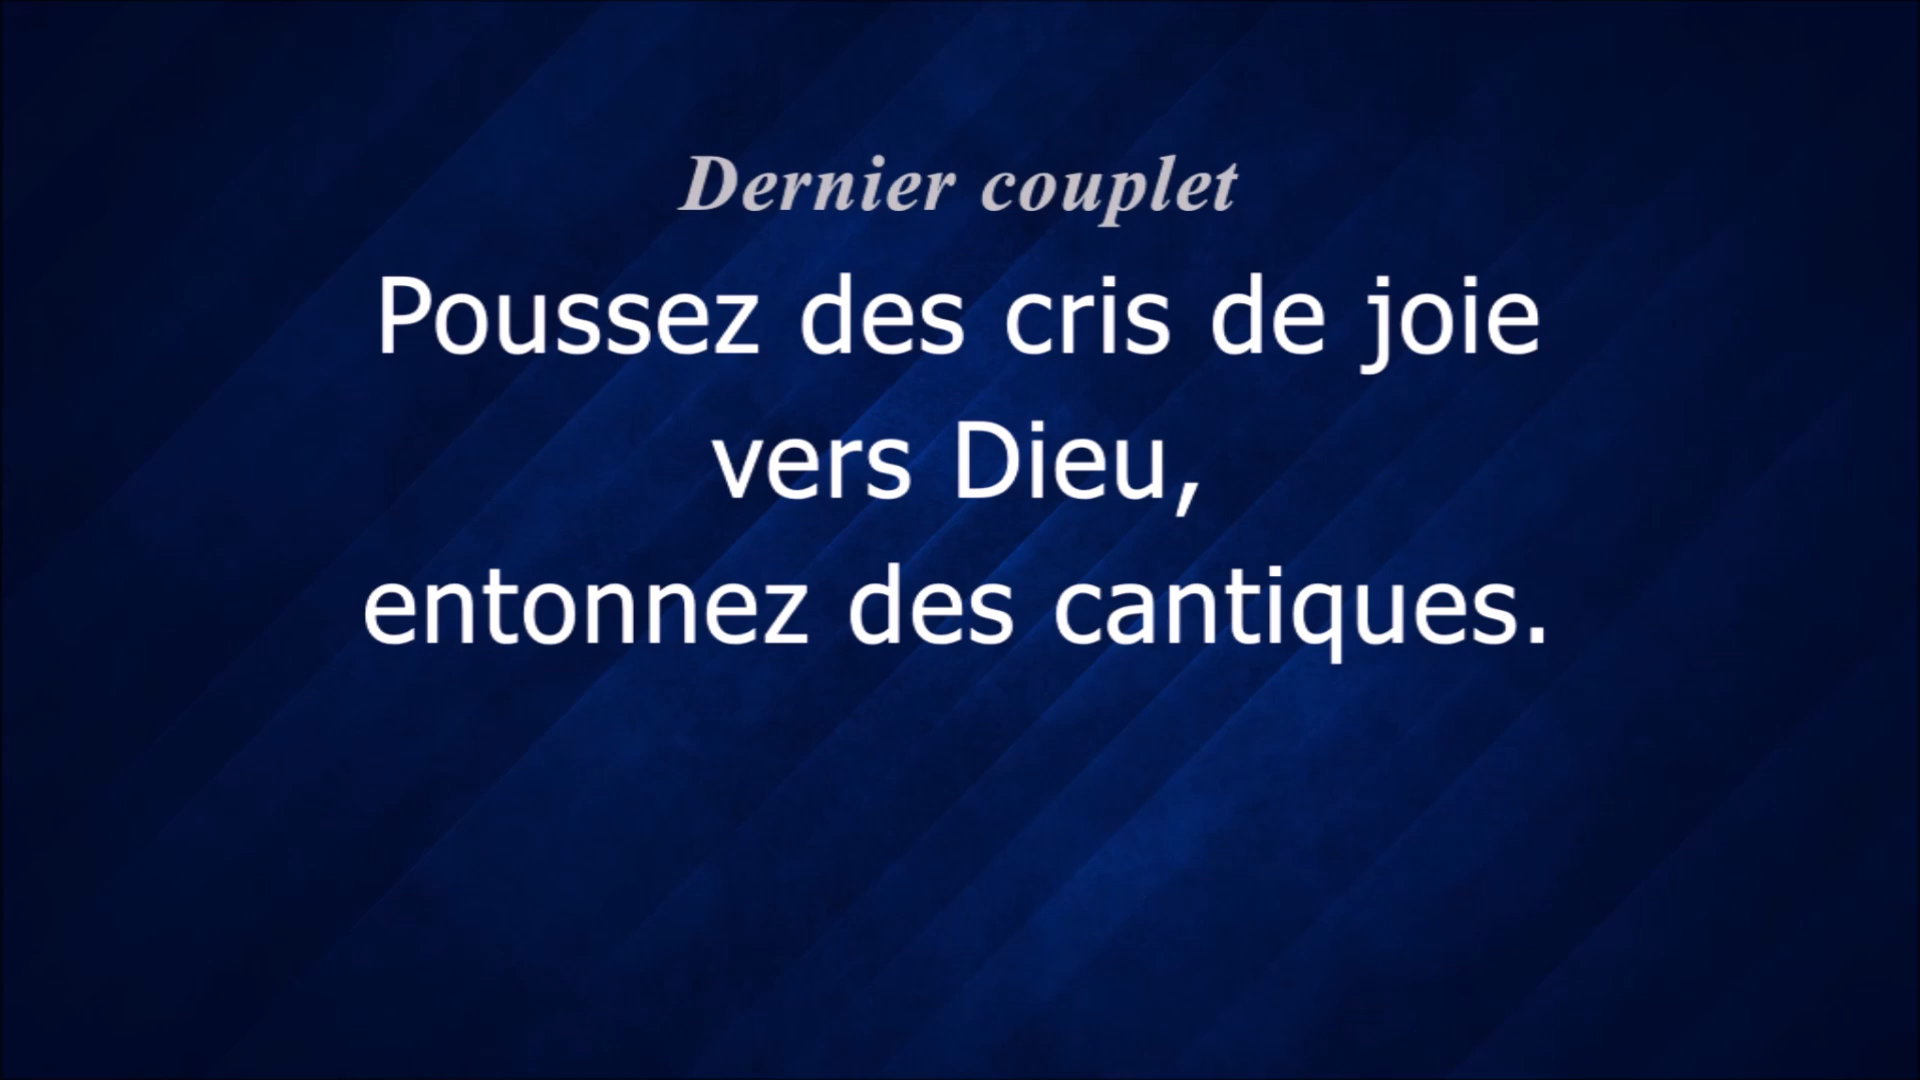 Dernier couplet
Poussez des cris de joie
vers Dieu,
entonnez des cantiques.